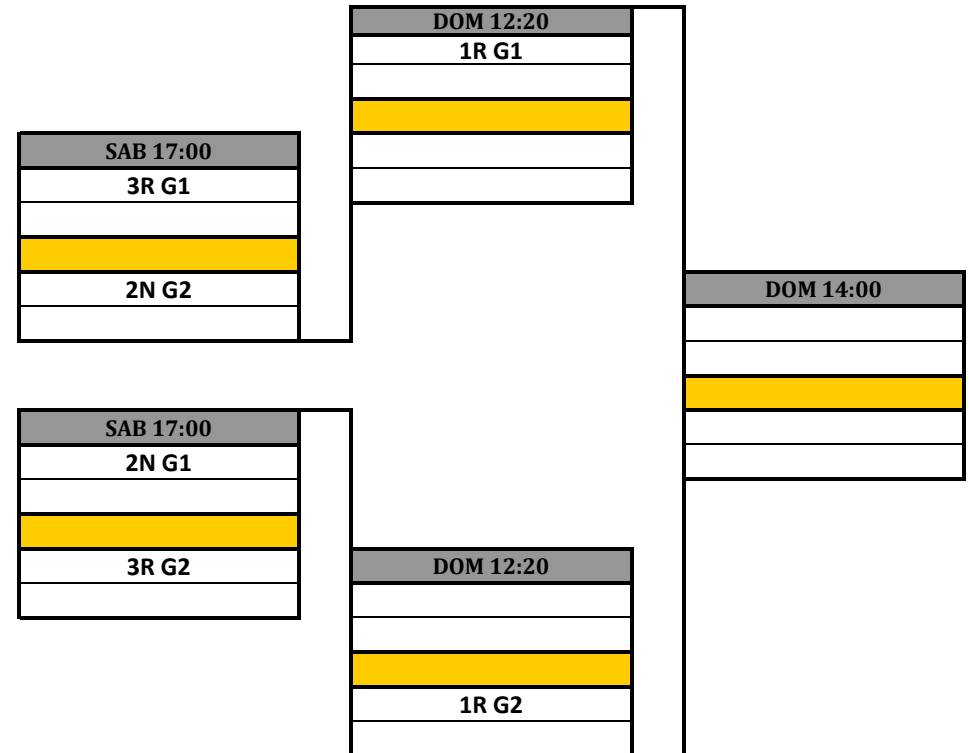 DOM 12:20
1R G1
SAB 17:00
3R G1
2N G2
DOM 14:00
SAB 17:00
2N G1
3R G2
DOM 12:20
1R G2